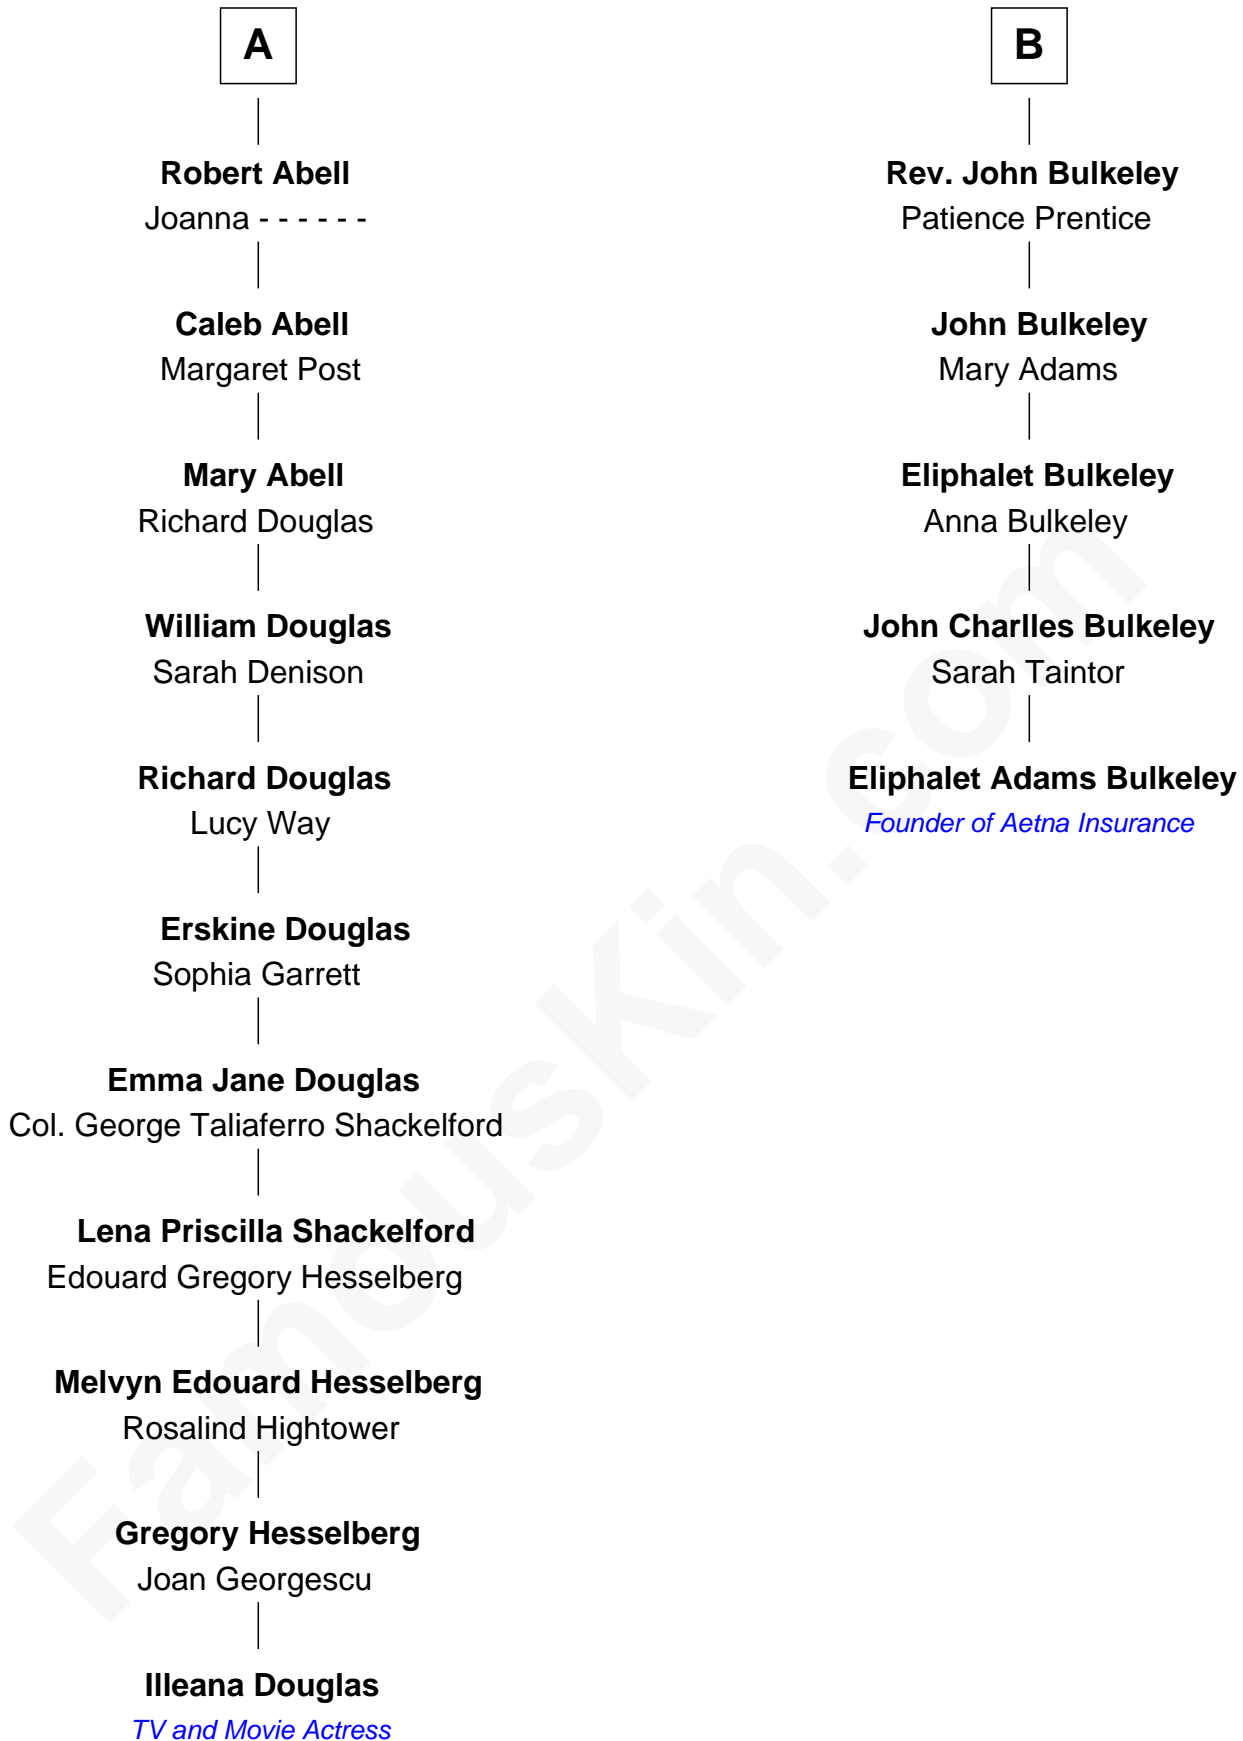 A
Robert Abell
Joanna - - - - - -
Caleb Abell
Margaret Post
Mary Abell
Richard Douglas
William Douglas
Sarah Denison
Richard Douglas
Lucy Way
Erskine Douglas
Sophia Garrett
Emma Jane Douglas
Col. George Taliaferro Shackelford
Lena Priscilla Shackelford
Edouard Gregory Hesselberg
Melvyn Edouard Hesselberg
Rosalind Hightower
Gregory Hesselberg
Joan Georgescu
Illeana Douglas
TV and Movie Actress
B
Rev. John Bulkeley
Patience Prentice
John Bulkeley
Mary Adams
Eliphalet Bulkeley
Anna Bulkeley
John Charlles Bulkeley
Sarah Taintor
Eliphalet Adams Bulkeley
Founder of Aetna Insurance
FamousKin.com